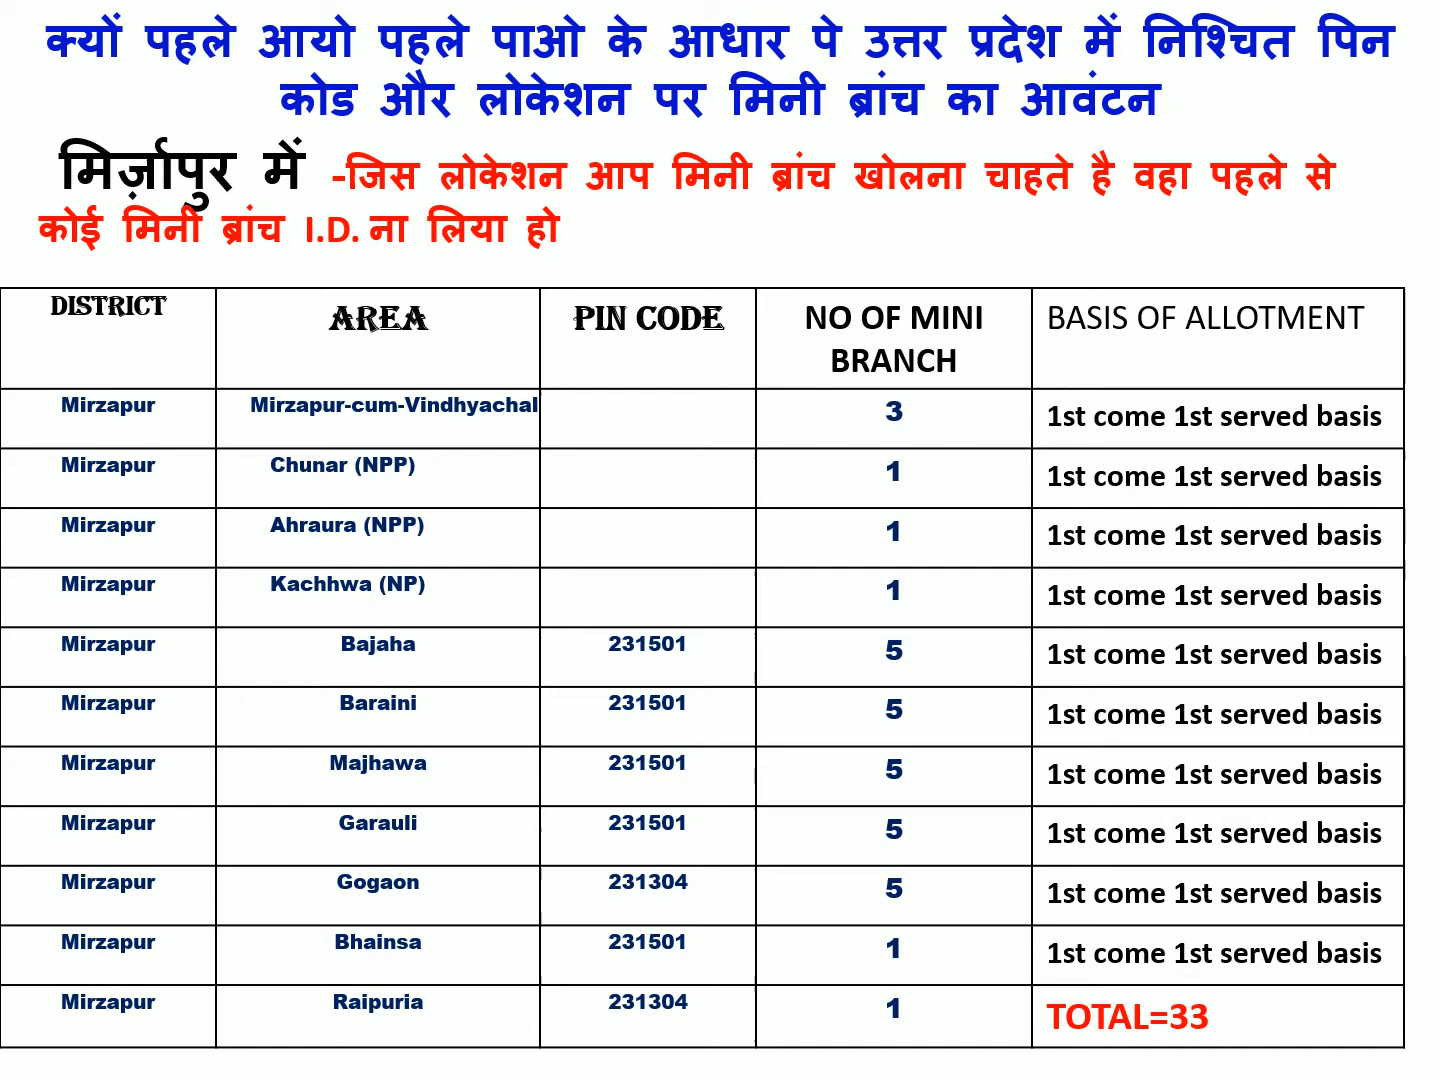 क्यों पहले आयो पहले पाओ के आधार पे उत्तर प्रदेश में निश्चित पिन
कोड और लोकेशन पर मिनी ब्रांच का आवंटन
मिर्ज़ापुर में -जिस लोकेशन आप मिनी ब्रांच खोलना चाहते है वहा पहले से
कोई मिनी ब्रांच I.D. ना लिया हो
DISTRICT AREA PIN CODE NO OF MINI BRANCH BASIS OF ALLOTMENT
Mirzapur Mirzapur-cum-Vindhyachal 3 1st come 1st served basis
Mirzapur Chunar (NPP) 1 1st come 1st served basis
Mirzapur Ahraura (NPP) 1 1st come 1st served basis
Mirzapur Kachhwa (NP) 1 1st come 1st served basis
Mirzapur Bajaha 231501 5 1st come 1st served basis
Mirzapur Baraini 231501 5 1st come 1st served basis
Mirzapur Majhawa 231501 5 1st come 1st served basis
Mirzapur Garauli 231501 5 1st come 1st served basis
Mirzapur Gogaon 231304 5 1st come 1st served basis
Mirzapur Bhainsa 231501 1 1st come 1st served basis
Mirzapur Raipuria 231304 1 TOTAL=33